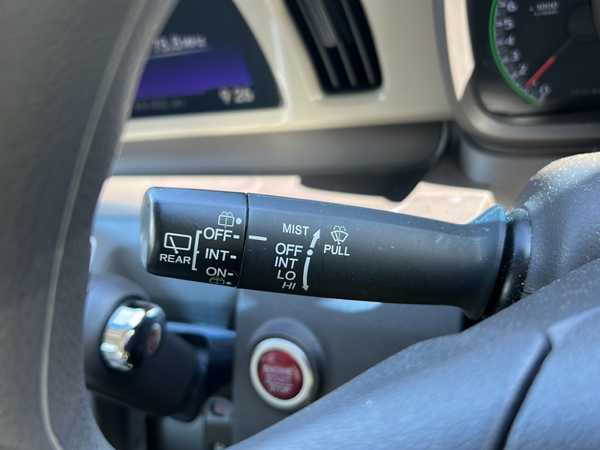 OFF
INT
ON
REAR
MIST
OFF
INT
LO
HI
PULL